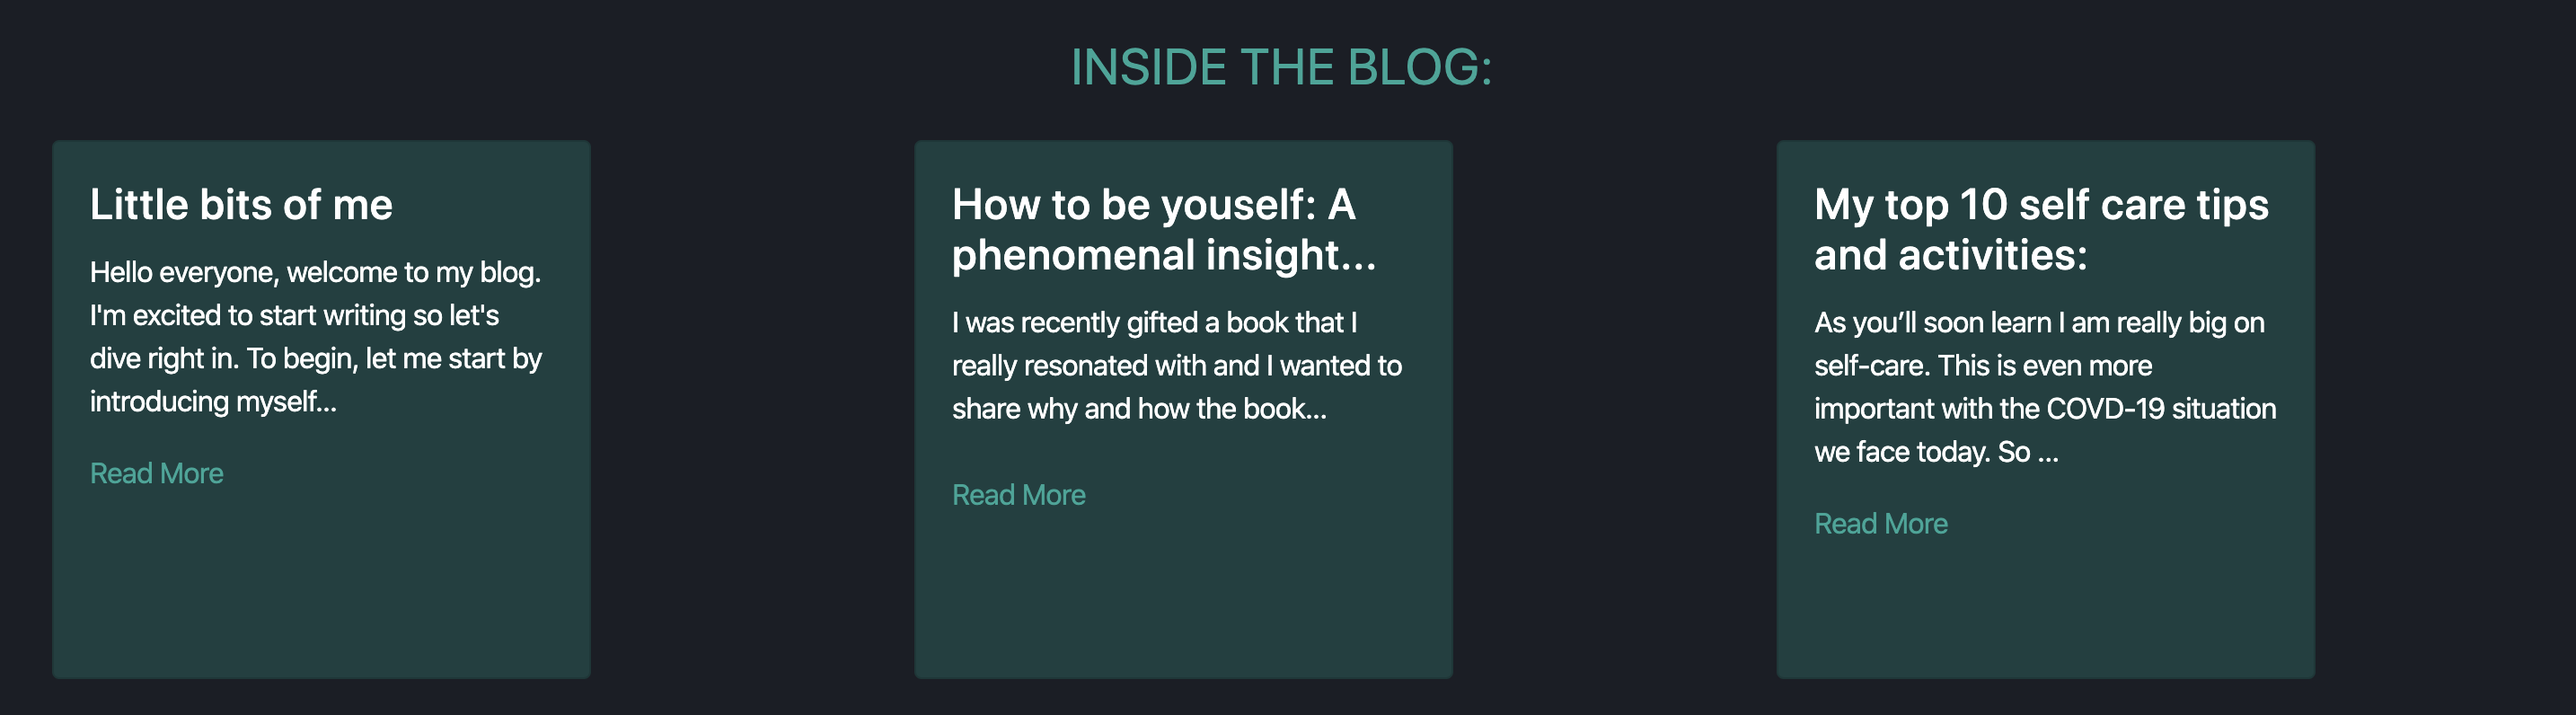 INSIDE THE BLOG:
Little bits of me
Hello everyone, welcome to my blog.
I'm excited to start writing so let's
dive right in. To begin, let me start by
introducing myself...
Read More
How to be youself: A
phenomenal insight...
I was recently gifted a book that I
really resonated with and I wanted to
share why and how the book...
Read More
My top 10 self care tips
and activities:
As you’ll soon learn I am really big on
self-care. This is even more
important with the COVD-19 situation
we face today. So ...
Read More